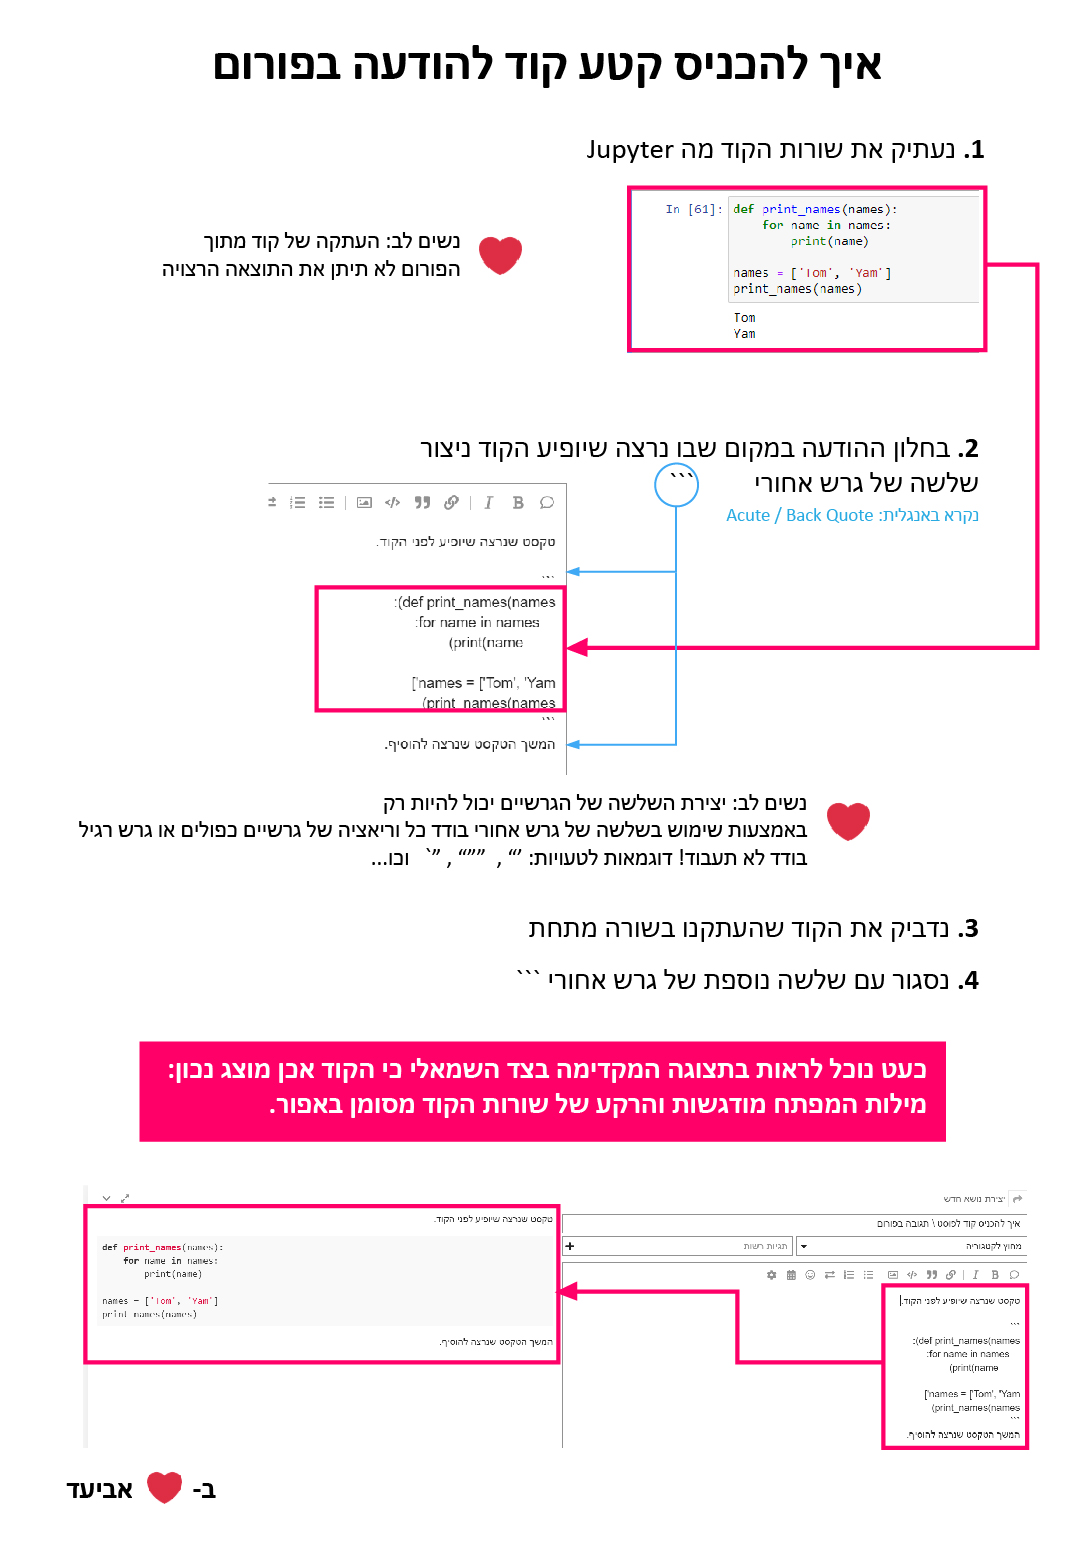 איך להכניס קטע קוד להודעה בפורום
1. נעתיק את שורות הקוד מה Jupyter
In [61]: def print_names(names):
for name in names:
print(name)
names = ['Tom', 'Yam']
print_names(names)
Tom
Yam
נשים לב: העתקה של קוד מתוך
הפורום לא תיתן את התוצאה הרצויה
2. בחלון ההודעה במקום שבו נרצה שיופיע הקוד ניצור
שלשה של גרש אחורי ```
נקרא באנגלית: Acute / Back Quote
טקסט שנרצה שיופיע לפני הקוד.
```
:(def print_names(names
:for name in names
(print(name
['names = ['Tom', 'Yam
(print_names(names
```
המשך הטקסט שנרצה להוסיף.
נשים לב: יצירת השלשה של הגרשיים יכול להיות רק
באמצעות שימוש בשלשה של גרש אחורי בודד כל וריאציה של גרשיים כפולים או גרש רגיל
בודד לא תעבוד! דוגמאות לטעויות: "' , """ , "` וכו...
3. נדביק את הקוד שהעתקנו בשורה מתחת
4. נסגור עם שלשה נוספת של גרש אחורי ```
כעט נוכל לראות בתצוגה המקדימה בצד השמאלי כי הקוד אכן מוצג נכון:
מילות המפתח מודגשות והרקע של שורות הקוד מסומן באפור.
יצירת נושא חדש
איך להכניס קוד לפוסט \ תגובה בפורום
מחוץ לקטגוריה
תגיות רשות
טקסט שנרצה שיופיע לפני הקוד.
```
:(def print_names(names
:for name in names
(print(name
['names = ['Tom', 'Yam
(print_names(names
```
המשך הטקסט שנרצה להוסיף.
טקסט שנרצה שיופיע לפני הקוד.
def print_names(names):
for name in names:
print(name)
names = ['Tom', 'Yam']
print_names(names)
המשך הטקסט שנרצה להוסיף.
ב- אביעד